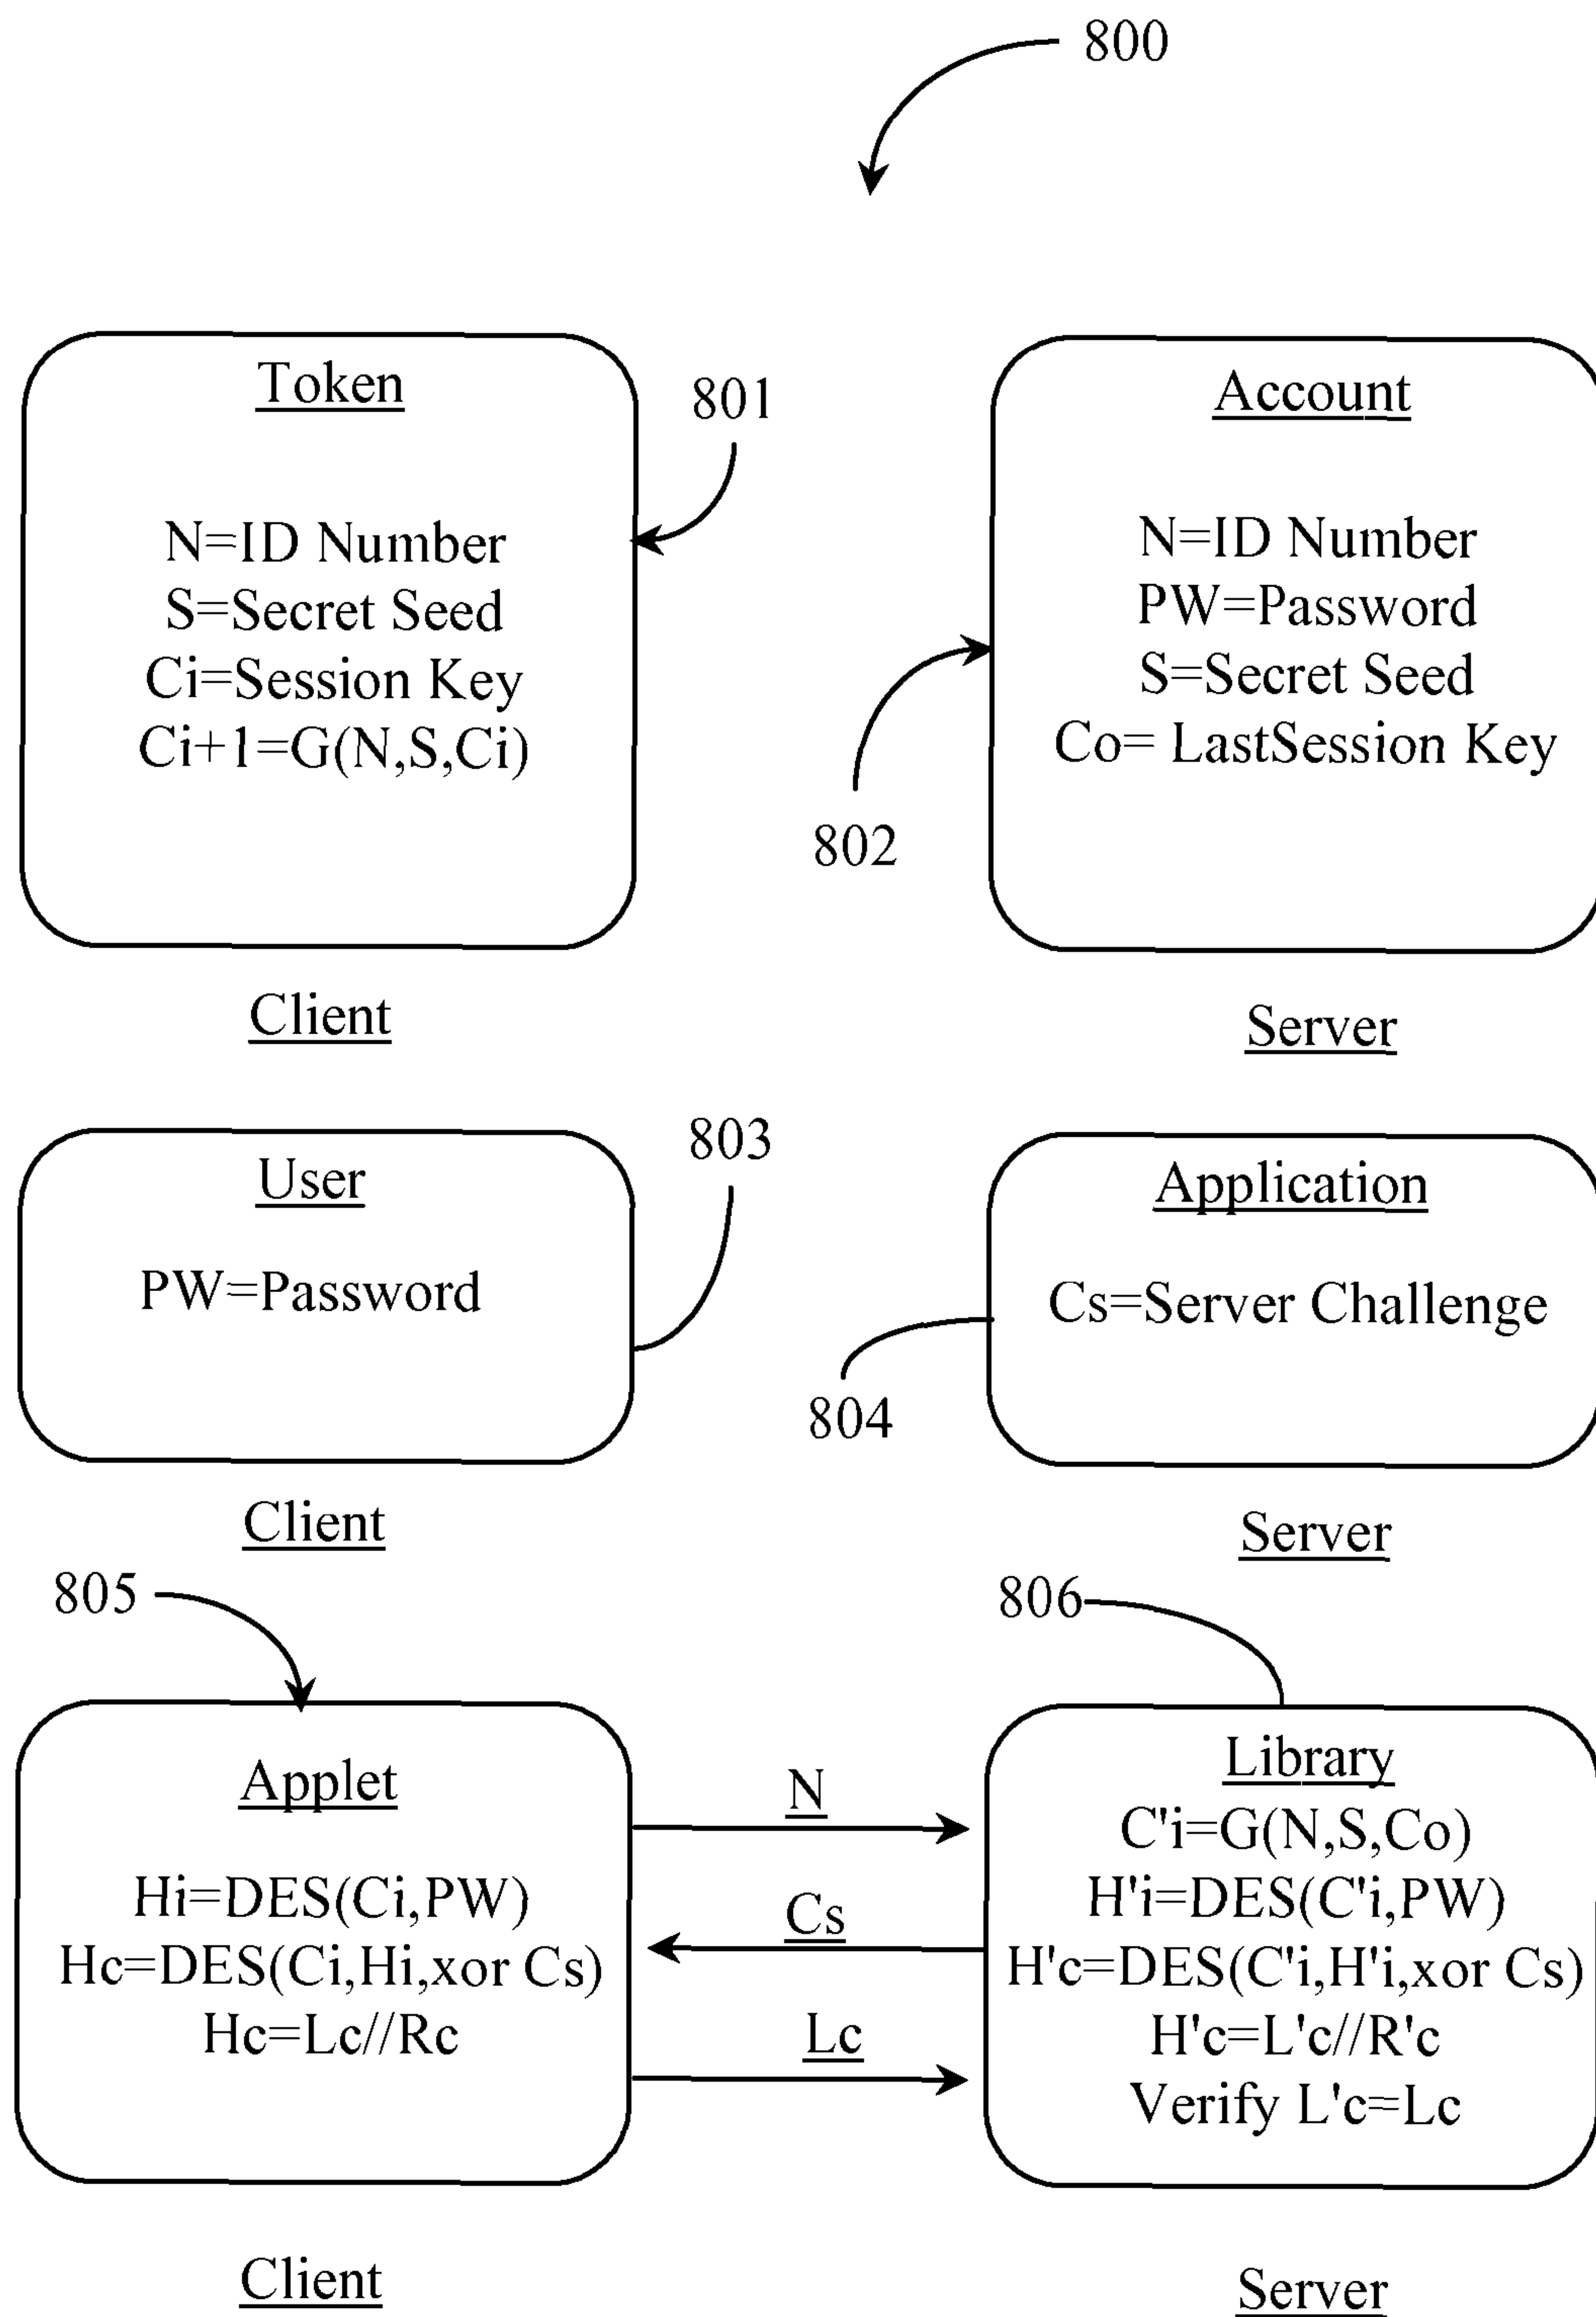 800
Token
N=ID Number
S=Secret Seed
Ci=Session Key
Ci+1=G(N,S,Ci)
801
Account
N=ID Number
PW=Password
S=Secret Seed
Co= LastSession Key
802
Client
Server
User
PW=Password
803
Application
Cs=Server Challenge
804
Client
Server
805
806
Applet
Hi=DES(Ci,PW)
Hc=DES(Ci,Hi,xor Cs)
Hc=Lc//Rc
N
Cs
Lc
Library
C'i=G(N,S,Co)
H'i=DES(C'i,PW)
H'c=DES(C'i,H'i,xor Cs)
H'c=L'c//R'c
Verify L'c=Lc
Client
Server